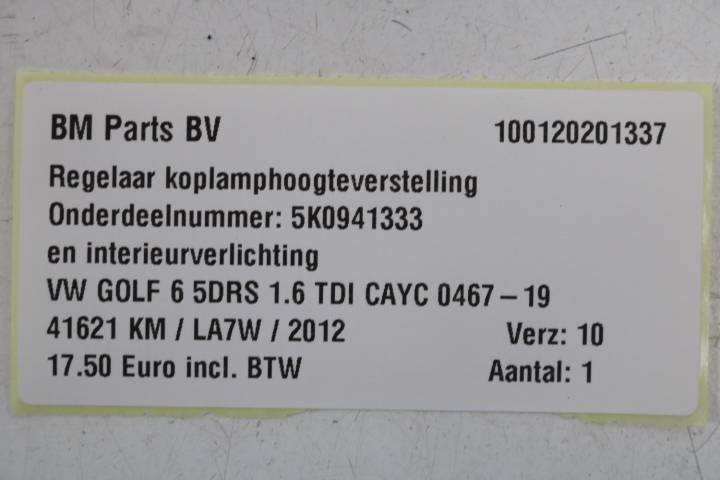 BM Parts BV 100120201337
Regelaar koplamphoogteverstelling
Onderdeelnummer: 5K0941333
en interieurverlichting
VW GOLF 6 5DRS 1.6 TDI CAYC 0467 – 19
41621 KM / LA7W / 2012 Verz: 10
17.50 Euro incl. BTW Aantal: 1